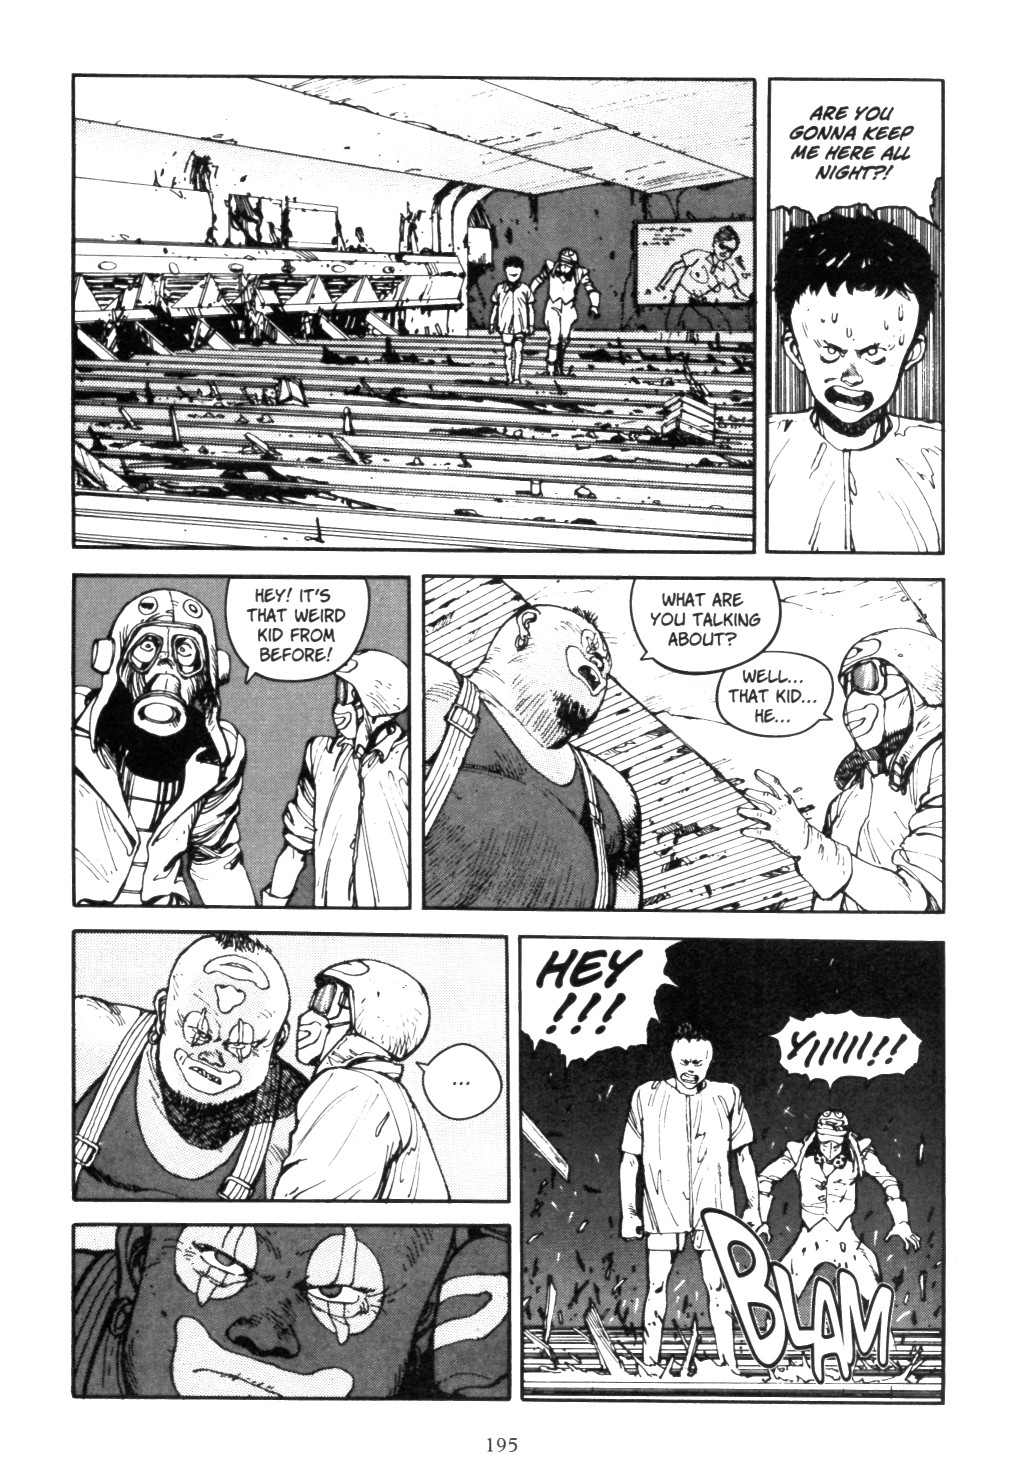 ARE YOU
GONNA KEEP
ME HERE ALL
NIGHT?!
HEY! IT'S
THAT WEIRD
KID FROM
BEFORE!
WHAT ARE
YOU TALKING
ABOUT?
WELL...
THAT KID...
HE...
...
HEY
!!!
YIIIIII!!
BLAM
195